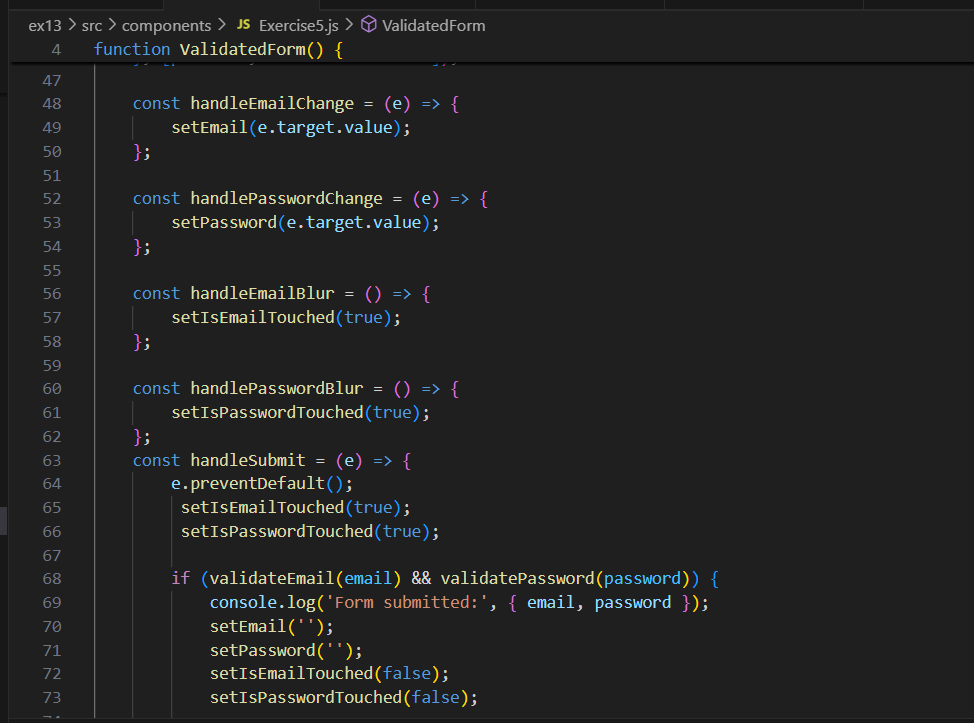 ex13 > src > components > JS Exercise5.js > ValidatedForm
4 function ValidatedForm() {
47
48 const handleEmailChange = (e) => {
49 setEmail(e.target.value);
50 };
51
52 const handlePasswordChange = (e) => {
53 setPassword(e.target.value);
54 };
55
56 const handleEmailBlur = () => {
57 setIsEmailTouched(true);
58 };
59
60 const handlePasswordBlur = () => {
61 setIsPasswordTouched(true);
62 };
63 const handleSubmit = (e) => {
64 e.preventDefault();
65 setIsEmailTouched(true);
66 setIsPasswordTouched(true);
67
68 if (validateEmail(email) && validatePassword(password)) {
69 console.log('Form submitted:', { email, password });
70 setEmail('');
71 setPassword('');
72 setIsEmailTouched(false);
73 setIsPasswordTouched(false);